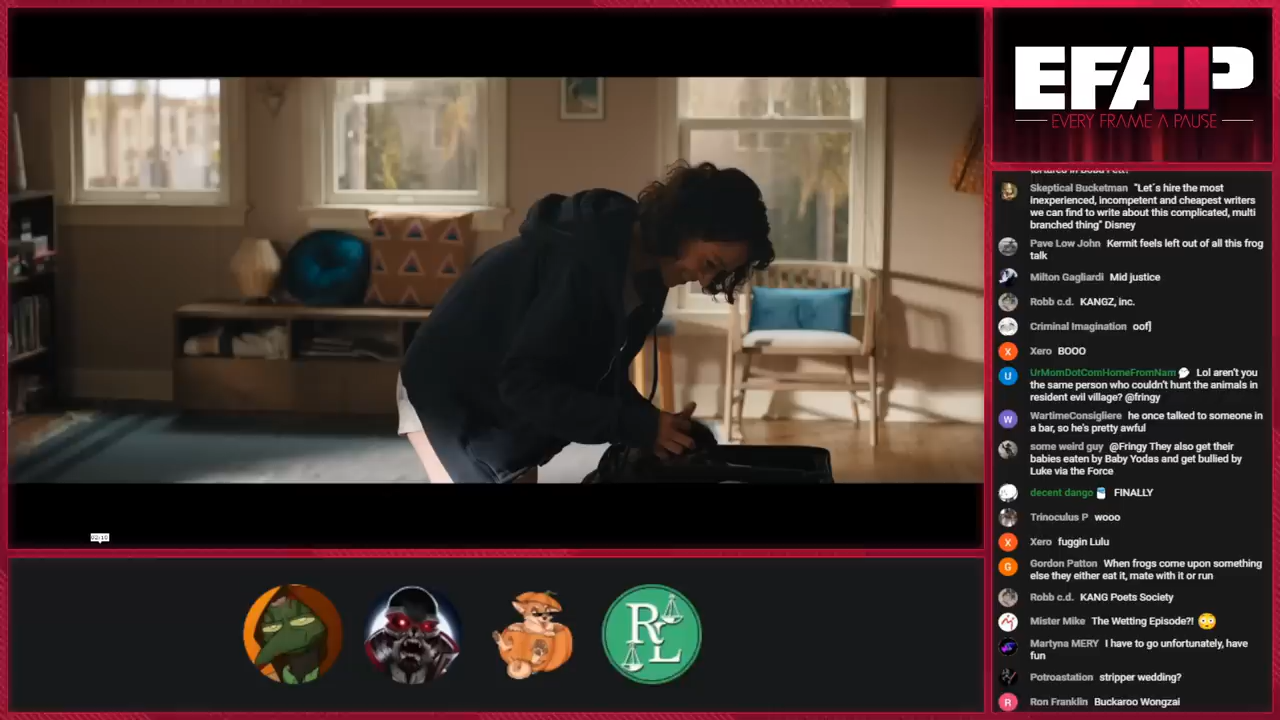 EFAP
EVERY FRAME A PAUSE
Skeptical Bucketman "Let´s hire the most
inexperienced, incompetent and cheapest writers
we can find to write about this complicated, multi
branched thing" Disney
Pave Low John Kermit feels left out of all this frog
talk
Milton Gagliardi Mid justice
Robb c.d. KANGZ, inc.
Criminal Imagination oof]
Xero BOOO
UrMomDotComHomeFromNam Lol aren't you
the same person who couldn't hunt the animals in
resident evil village? @fringy
WartimeConsigliere he once talked to someone in
a bar, so he's pretty awful
some weird guy @Fringy They also get their
babies eaten by Baby Yodas and get bullied by
Luke via the Force
decent dango FINALLY
Trinoculus P wooo
Xero fuggin Lulu
Gordon Patton When frogs come upon something
else they either eat it, mate with it or run
Robb c.d. KANG Poets Society
Mister Mike The Wetting Episode?! 😳
Martyna MERY I have to go unfortunately, have
fun
Potroastation stripper wedding?
Ron Franklin Buckaroo Wongzai
X
U
W
X
G
R
RL